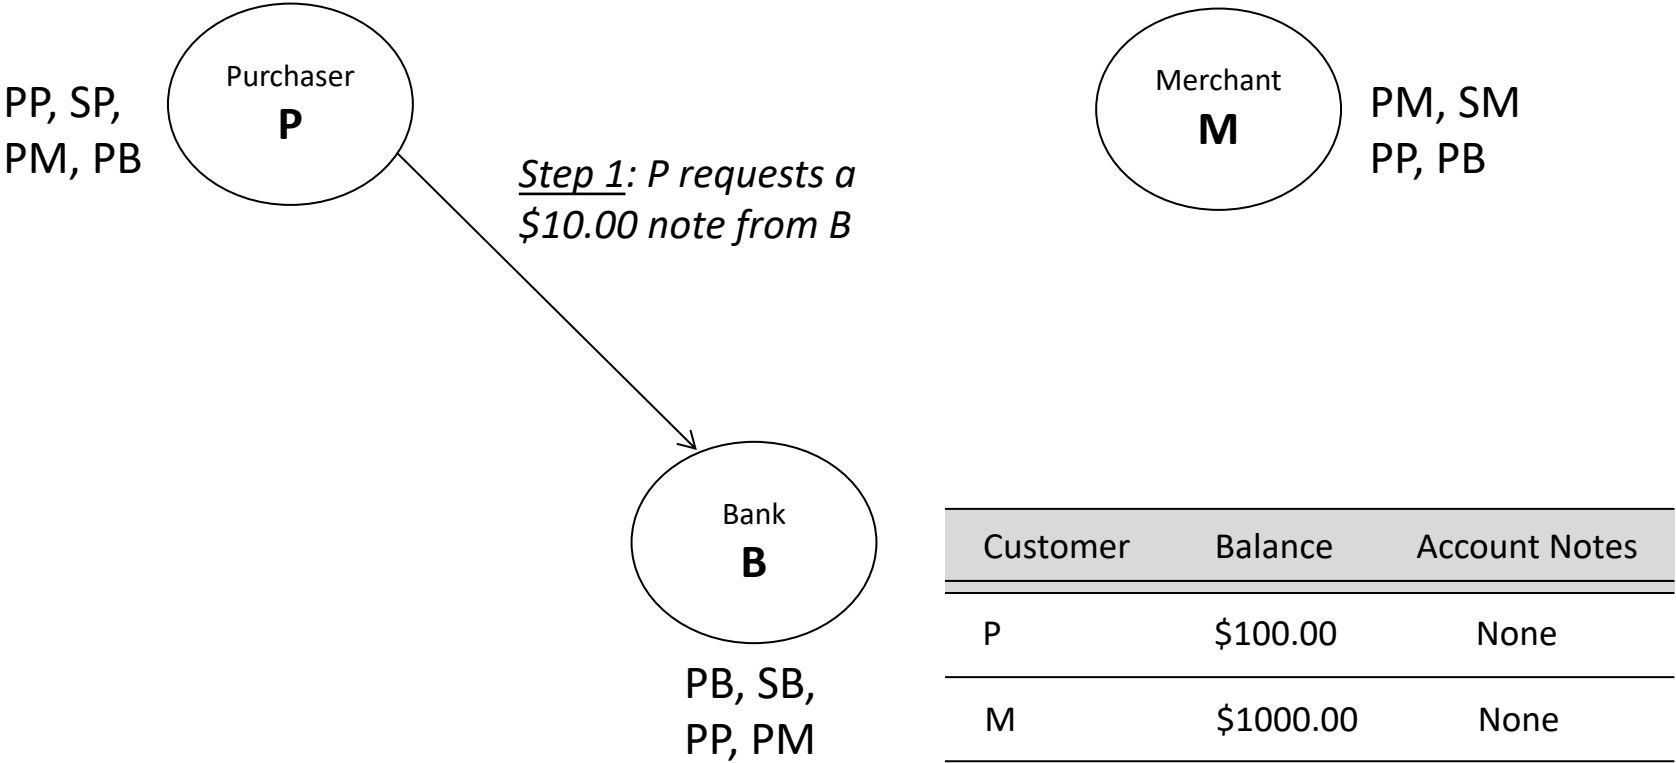 Purchaser
P
PP, SP,
PM, PB
Step 1: P requests a
$10.00 note from B
Merchant
M
PM, SM
PP, PB
Bank
B
PB, SB,
PP, PM
Customer Balance Account Notes
P $100.00 None
M $1000.00 None